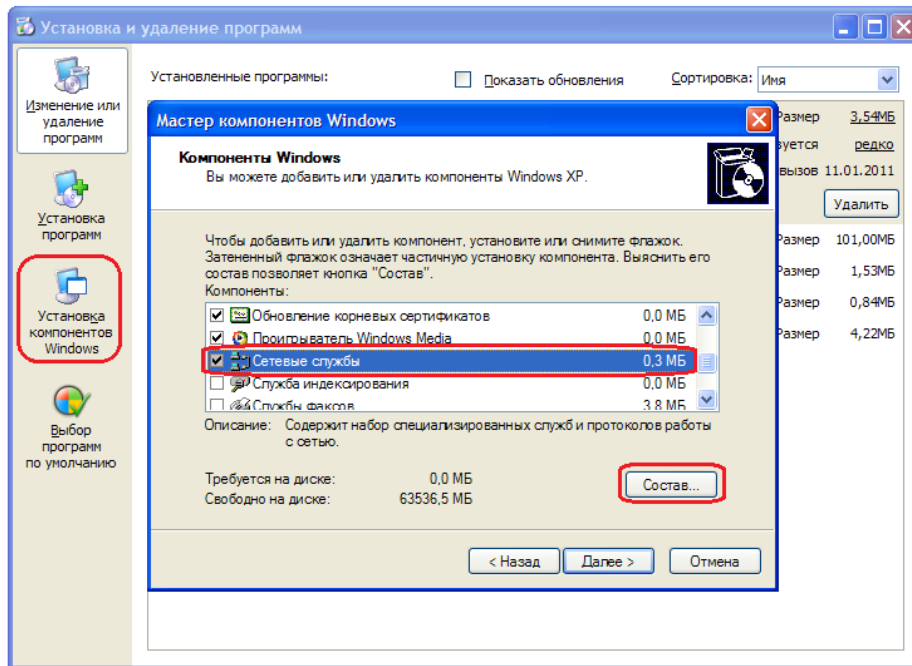 Установка и удаление программ
Изменение или
удаление
программ
Установка
программ
Установка
компонентов
Windows
Выбор
программ
по умолчанию
Установленные программы:
Показать обновления
Сортировка: Имя
Размер 3,54МБ
зуется редко
вызов 11.01.2011
Удалить
Размер 101,00МБ
Размер 1,53МБ
Размер 0,84МБ
Размер 4,22МБ
Мастер компонентов Windows
Компоненты Windows
Вы можете добавить или удалить компоненты Windows XP.
Чтобы добавить или удалить компонент, установите или снимите флажок.
Затененный флажок означает частичную установку компонента. Выяснить его
состав позволяет кнопка "Состав".
Компоненты:
Обновление корневых сертификатов 0,0 МБ
Проигрыватель Windows Media 0,0 МБ
Сетевые службы 0,3 МБ
Служба индексирования 0,0 МБ
Службы факсов 3,8 МБ
Описание: Содержит набор специализированных служб и протоколов работы
с сетью.
Требуется на диске: 0,0 МБ
Свободно на диске: 63536,5 МБ
Состав...
< Назад Далее > Отмена